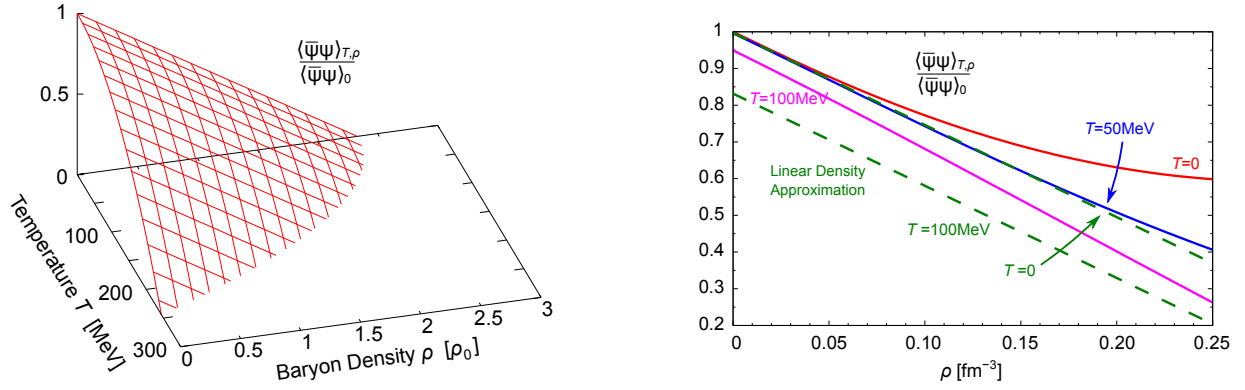 1
0.5
0
100
200
300
Temperature T [MeV]
⟨ψ̅ψ⟩T,ρ
⟨ψ̅ψ⟩0
0
0.5
1
1.5
2
2.5
3
Baryon Density ρ [ρ0]
1
0.9
0.8
0.7
0.6
0.5
0.4
0.3
0.2
⟨ψ̅ψ⟩T,ρ
⟨ψ̅ψ⟩0
T=100MeV
T=50MeV
T=0
Linear Density
Approximation
T=100MeV
T=0
0
0.05
0.10
0.15
0.20
0.25
ρ [fm⁻³]